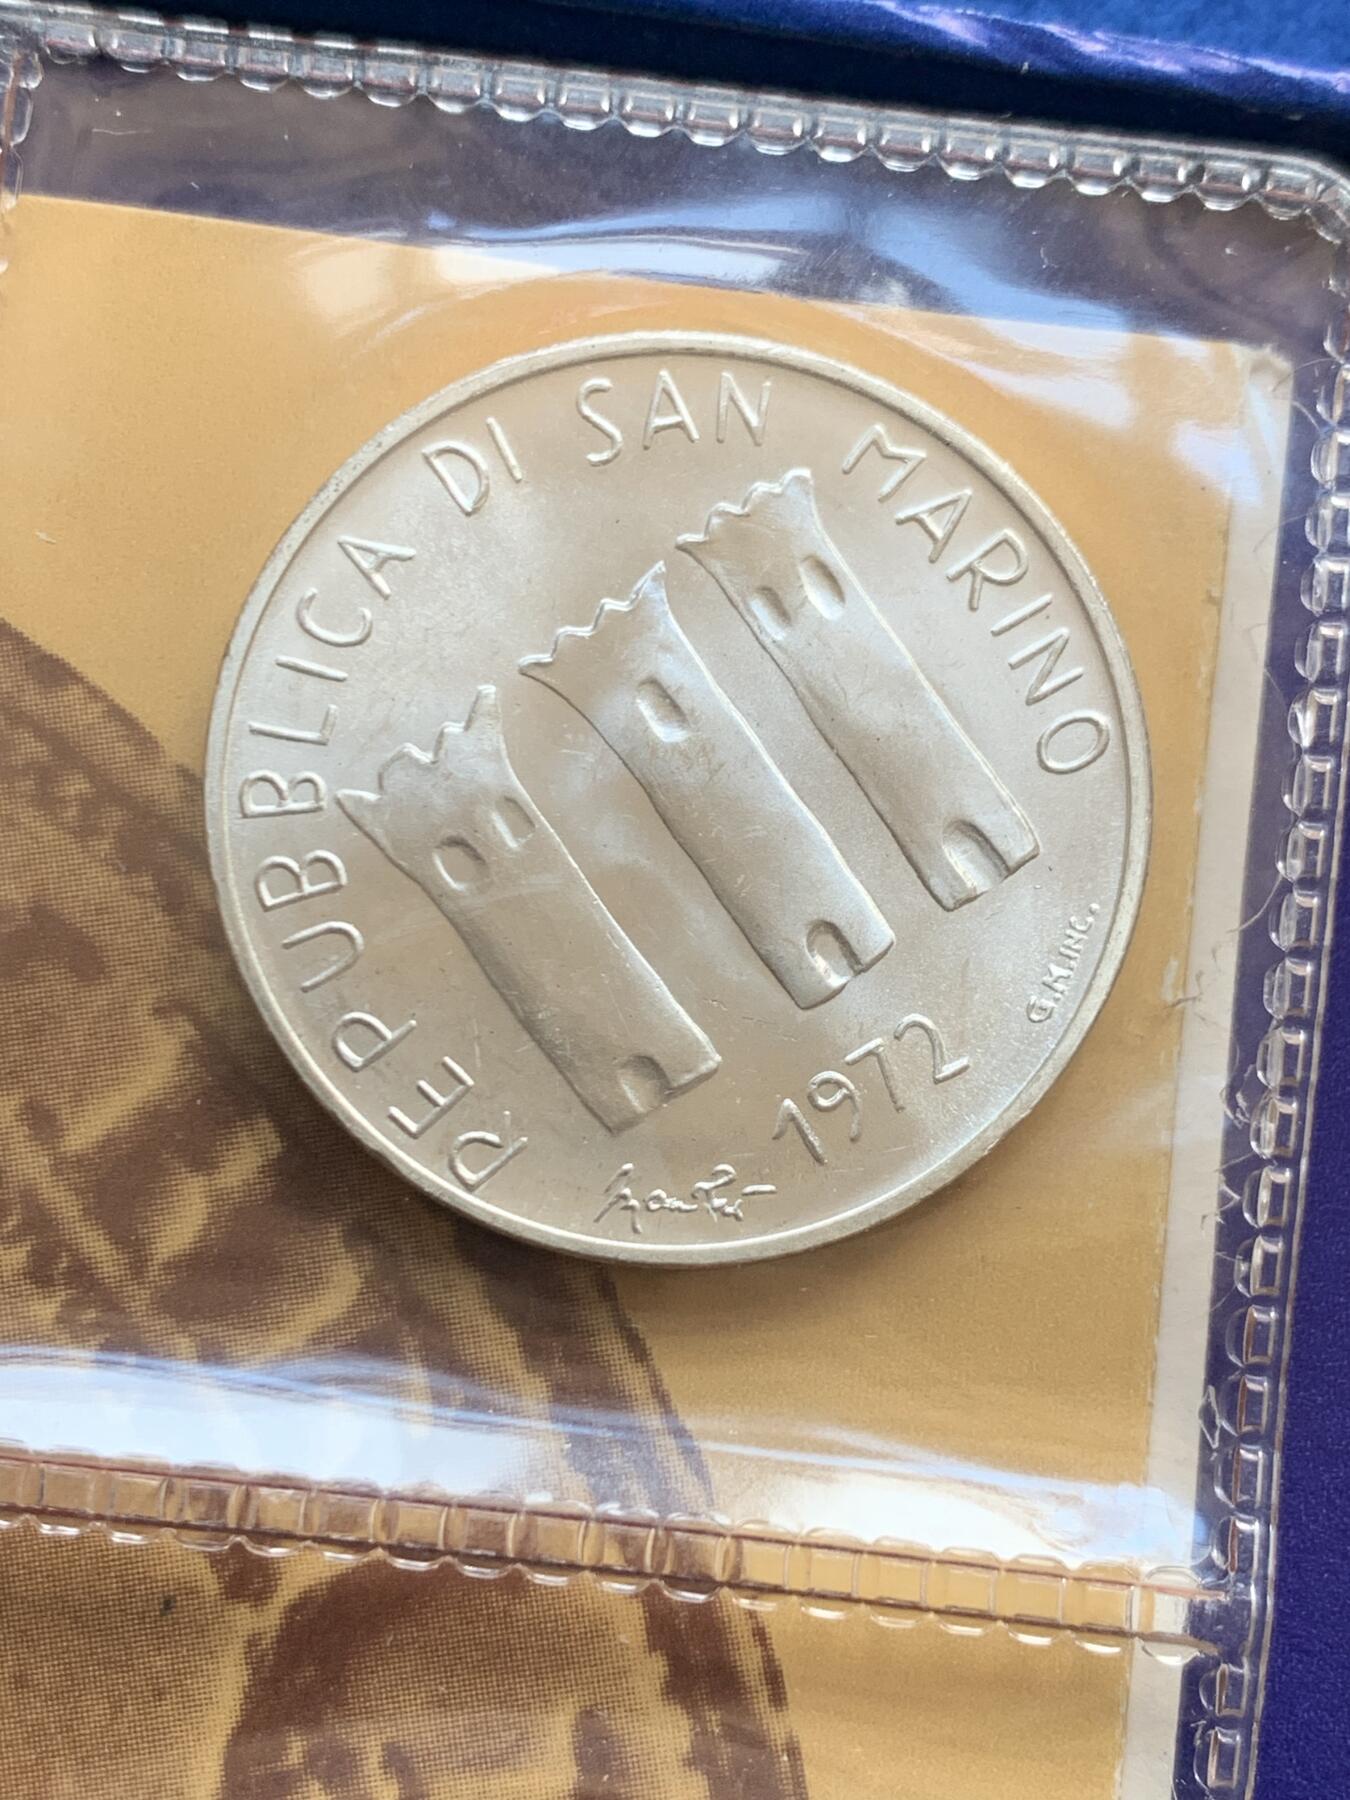 REPUBBLICA DI SAN MARINO
1972
G.M.INC.